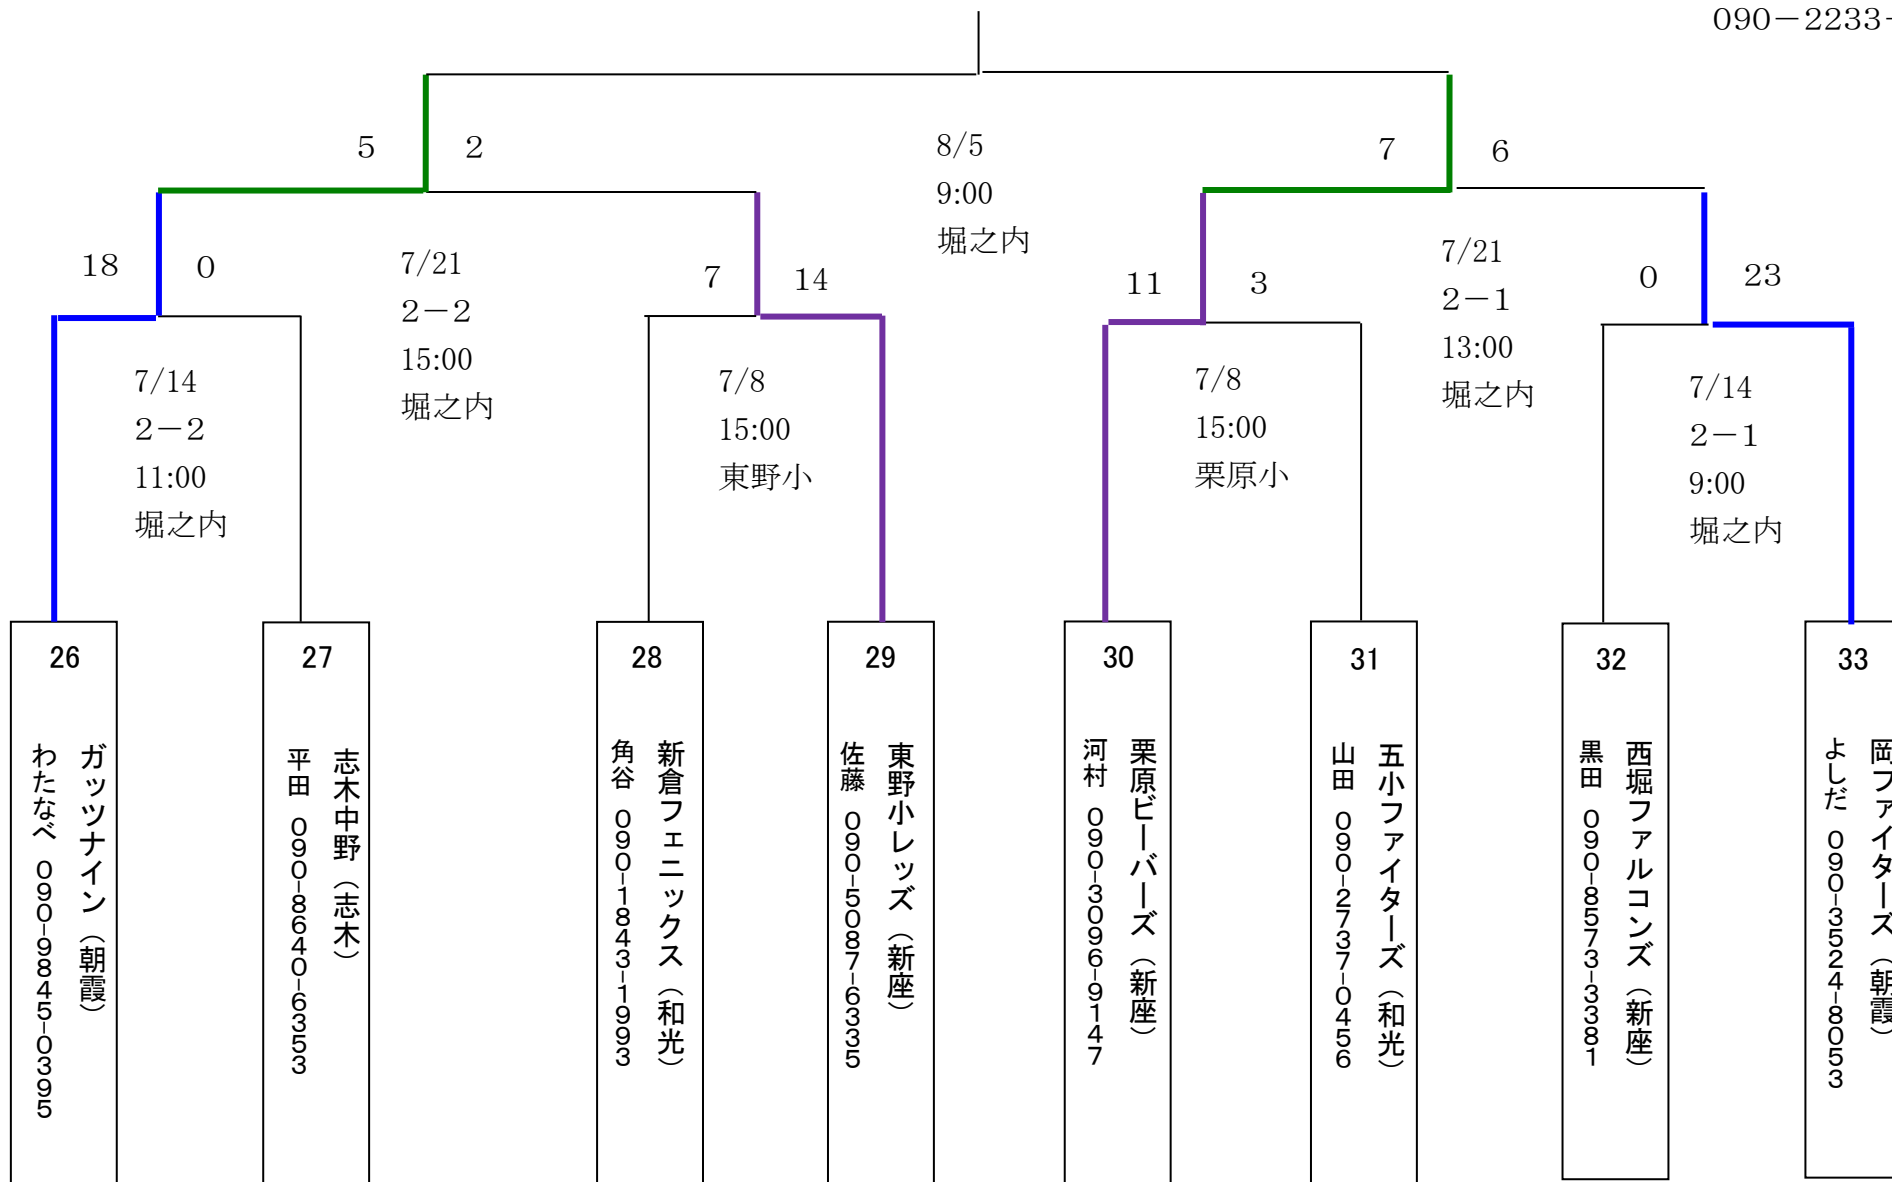 090－2233-
5
2
8/5
9:00
堀之内
7
6
18
0
7/21
2－2
15:00
堀之内
7
14
11
3
7/21
2－1
13:00
堀之内
0
23
7/14
2－2
11:00
堀之内
7/8
15:00
東野小
7/8
15:00
栗原小
7/14
2－1
9:00
堀之内
26
ガッツナイン（朝霞）
わたなべ 090-9845-0395
27
志木中野（志木）
平田 090-8640-6353
28
新倉フェニックス（和光）
角谷 090-1843-1993
29
東野小レッズ（新座）
佐藤 090-5087-6335
30
栗原ビーバーズ（新座）
河村 090-3096-9147
31
五小ファイターズ（和光）
山田 090-2737-0456
32
西堀ファルコンズ（新座）
黒田 090-8573-3381
33
岡ファイターズ（朝霞）
よしだ 090-3524-8053